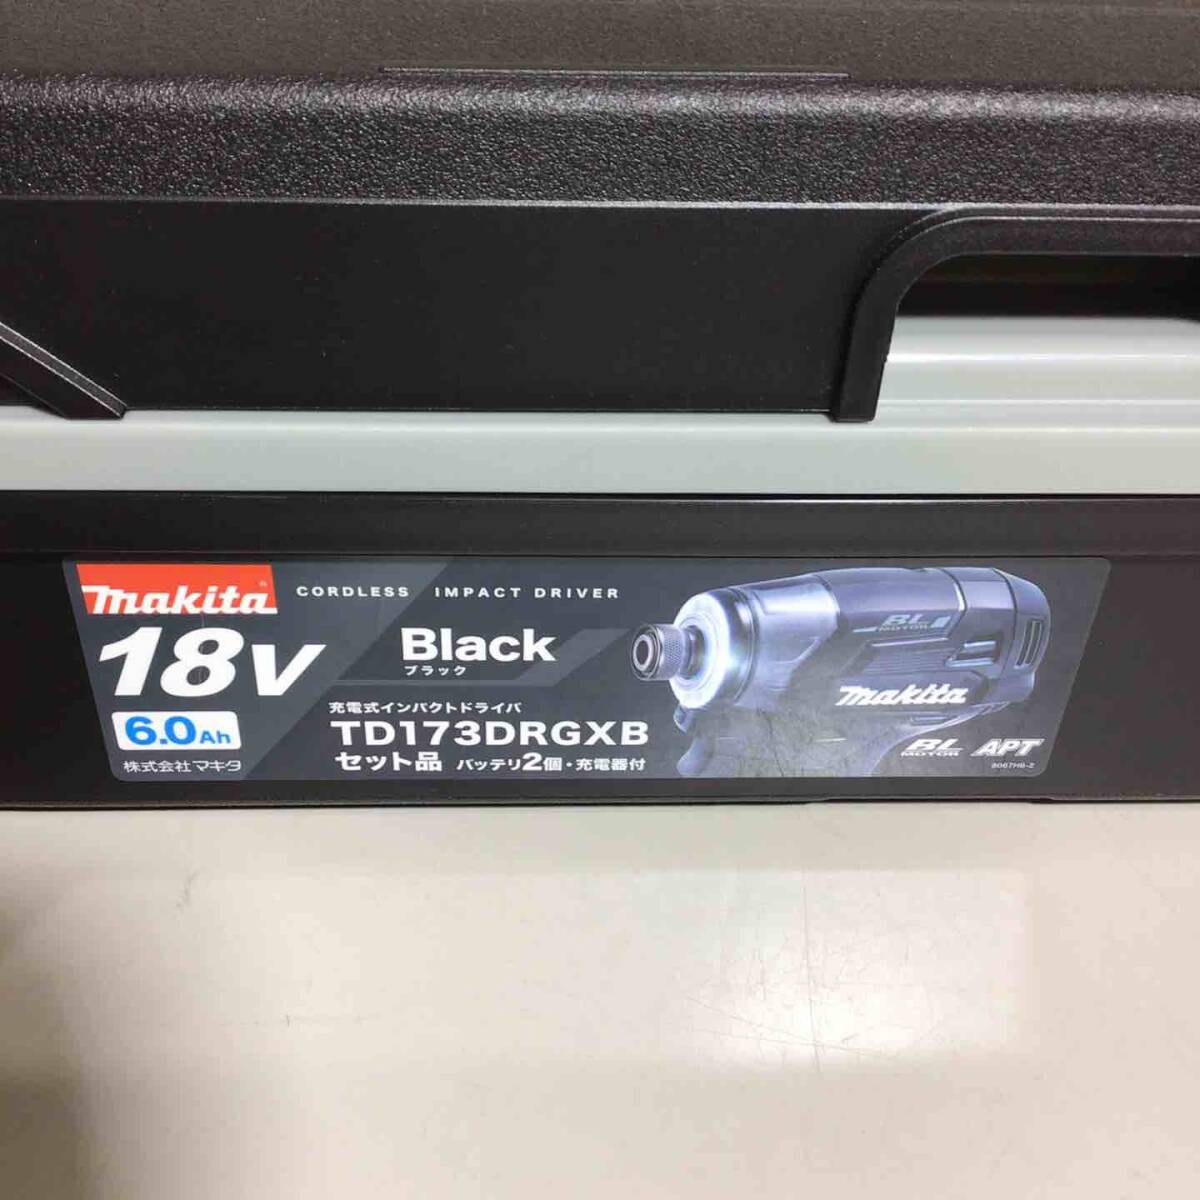 makita®
CORDLESS IMPACT DRIVER
18V
Black
ブラック
6.0Ah
充電式インパクトドライバ
TD173DRGXB
株式会社マキタ
セット品 バッテリ2個・充電器付
BL
MOTOR
makita
BL
MOTOR
APT
8067H6-2